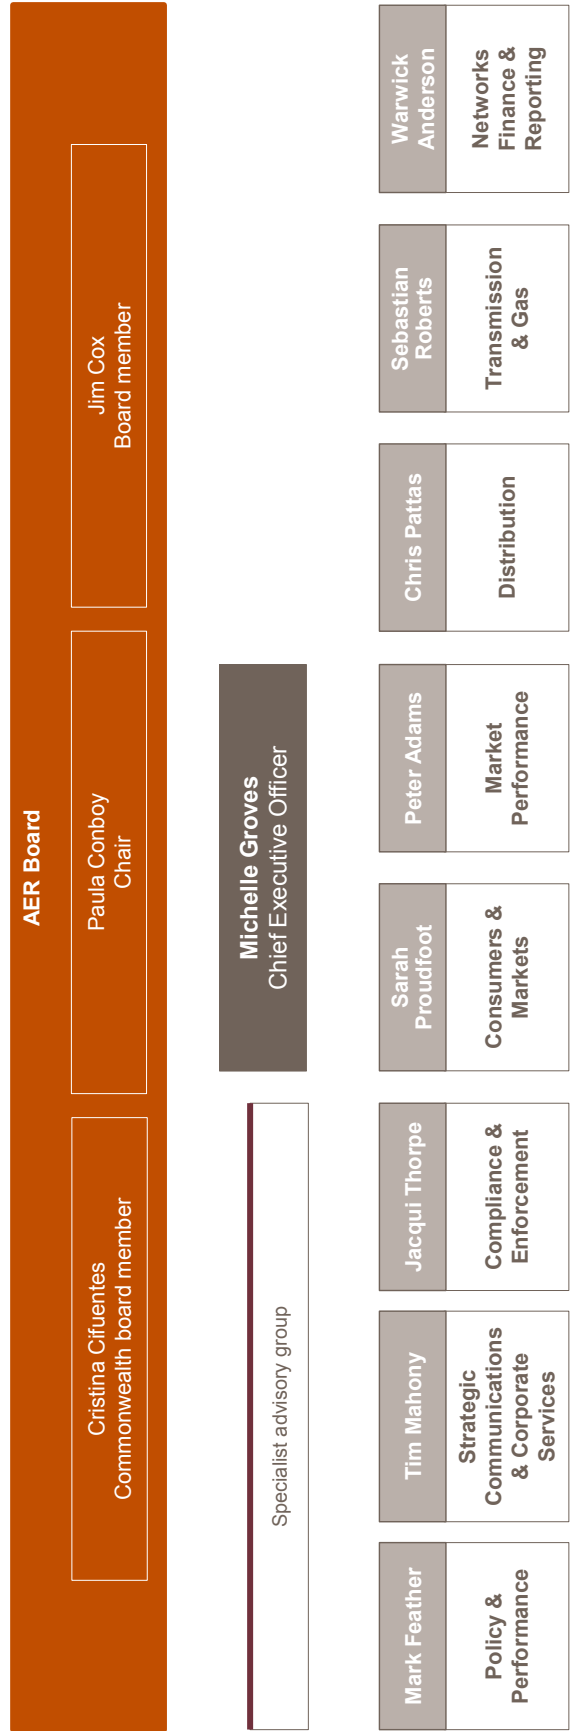 AER Board
Cristina Cifuentes
Commonwealth board member
Paula Conboy
Chair
Jim Cox
Board member
Specialist advisory group
Michelle Groves
Chief Executive Officer
Mark Feather
Policy &
Performance
Tim Mahony
Strategic
Communications
& Corporate
Services
Jacqui Thorpe
Compliance &
Enforcement
Sarah
Proudfoot
Consumers &
Markets
Peter Adams
Market
Performance
Chris Pattas
Distribution
Sebastian
Roberts
Transmission
& Gas
Warwick
Anderson
Networks
Finance &
Reporting